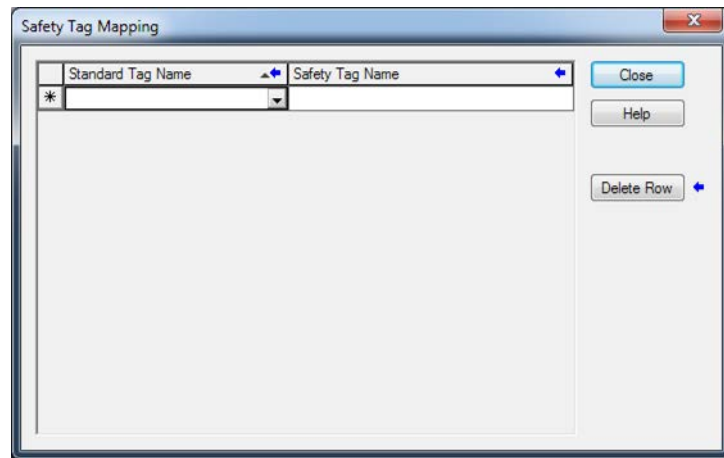 Safety Tag Mapping
Standard Tag Name Safety Tag Name
Close
Help
Delete Row